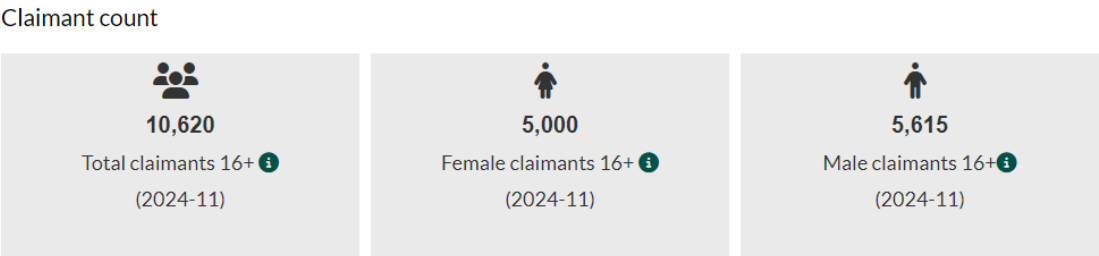 Claimant count
10,620
Total claimants 16+
(2024-11)
5,000
Female claimants 16+
(2024-11)
5,615
Male claimants 16+
(2024-11)